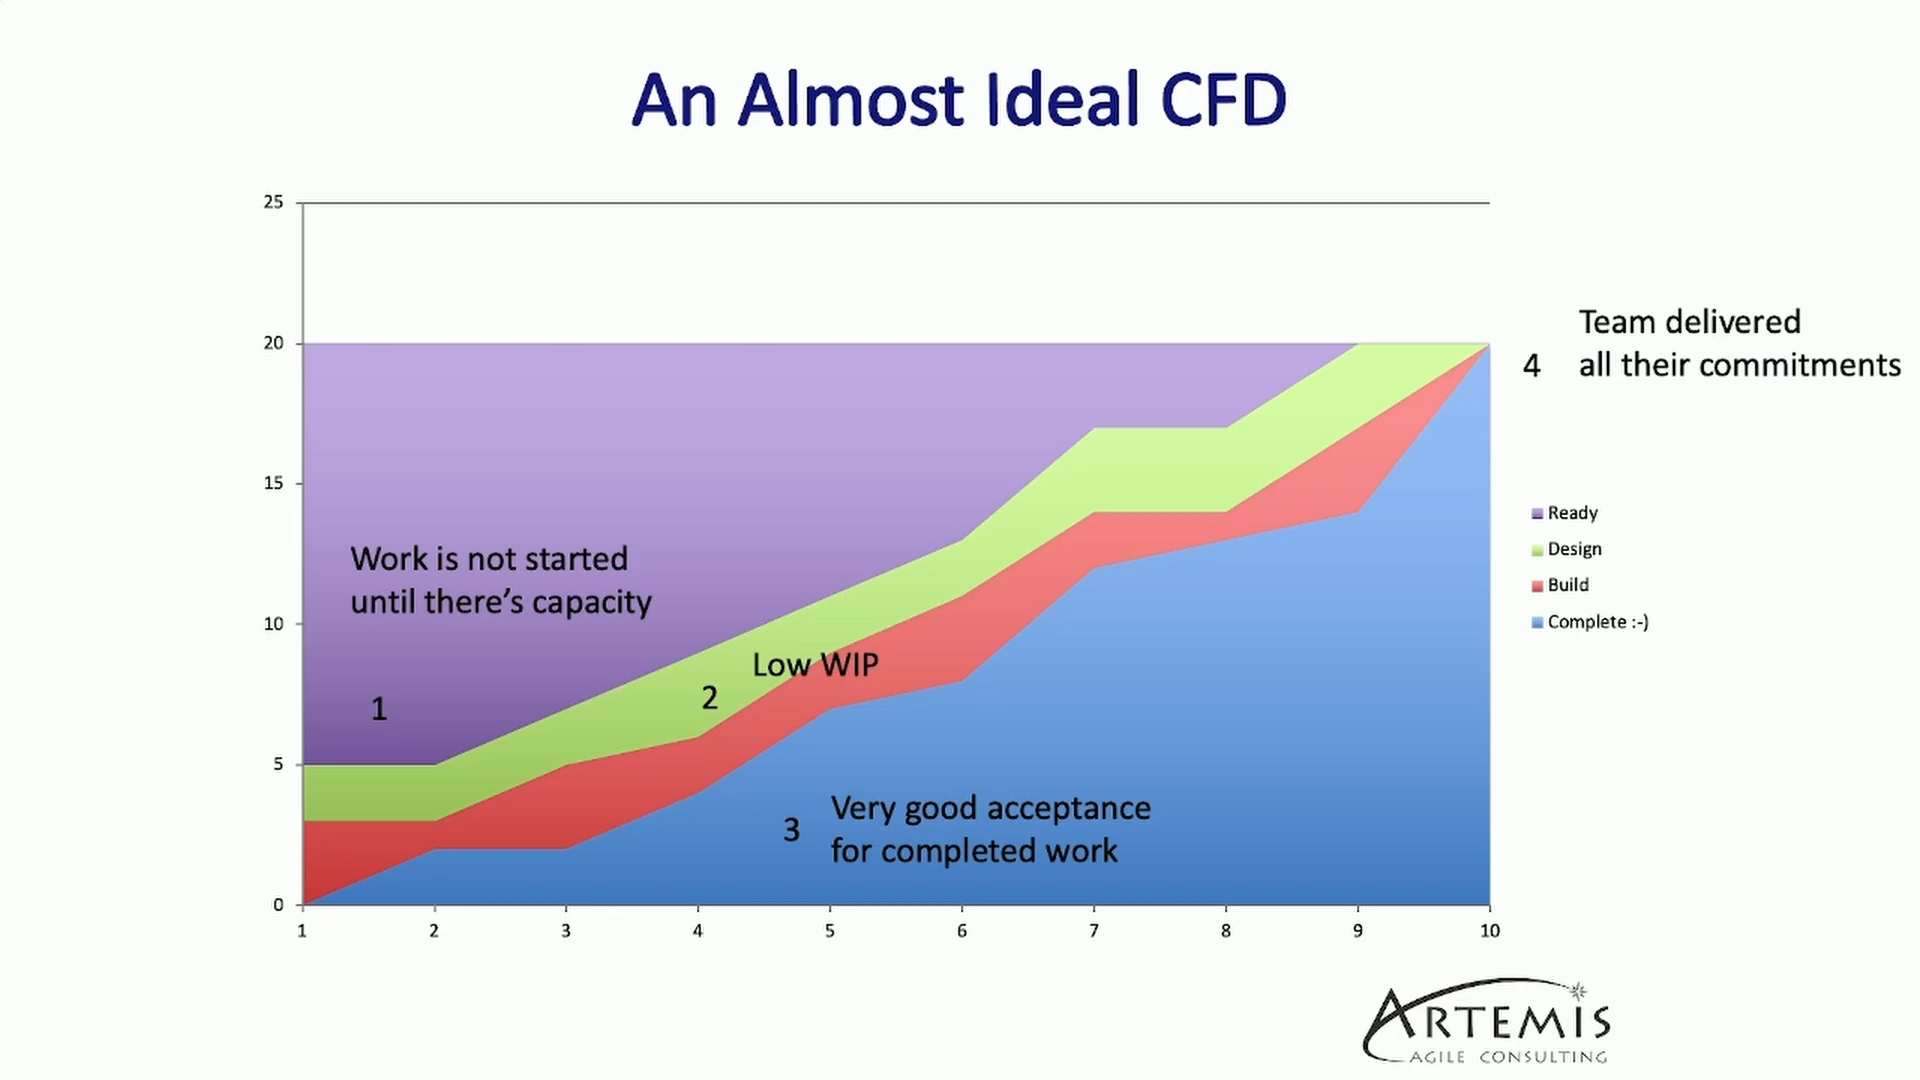 An Almost Ideal CFD
25
20
15
10
5
0
1 2 3 4 5 6 7 8 9 10
Work is not started
until there's capacity
1
Low WIP
2
Very good acceptance
3
for completed work
Team delivered
4 all their commitments
Ready
Design
Build
Complete :-)
ARTEMIS
AGILE CONSULTING